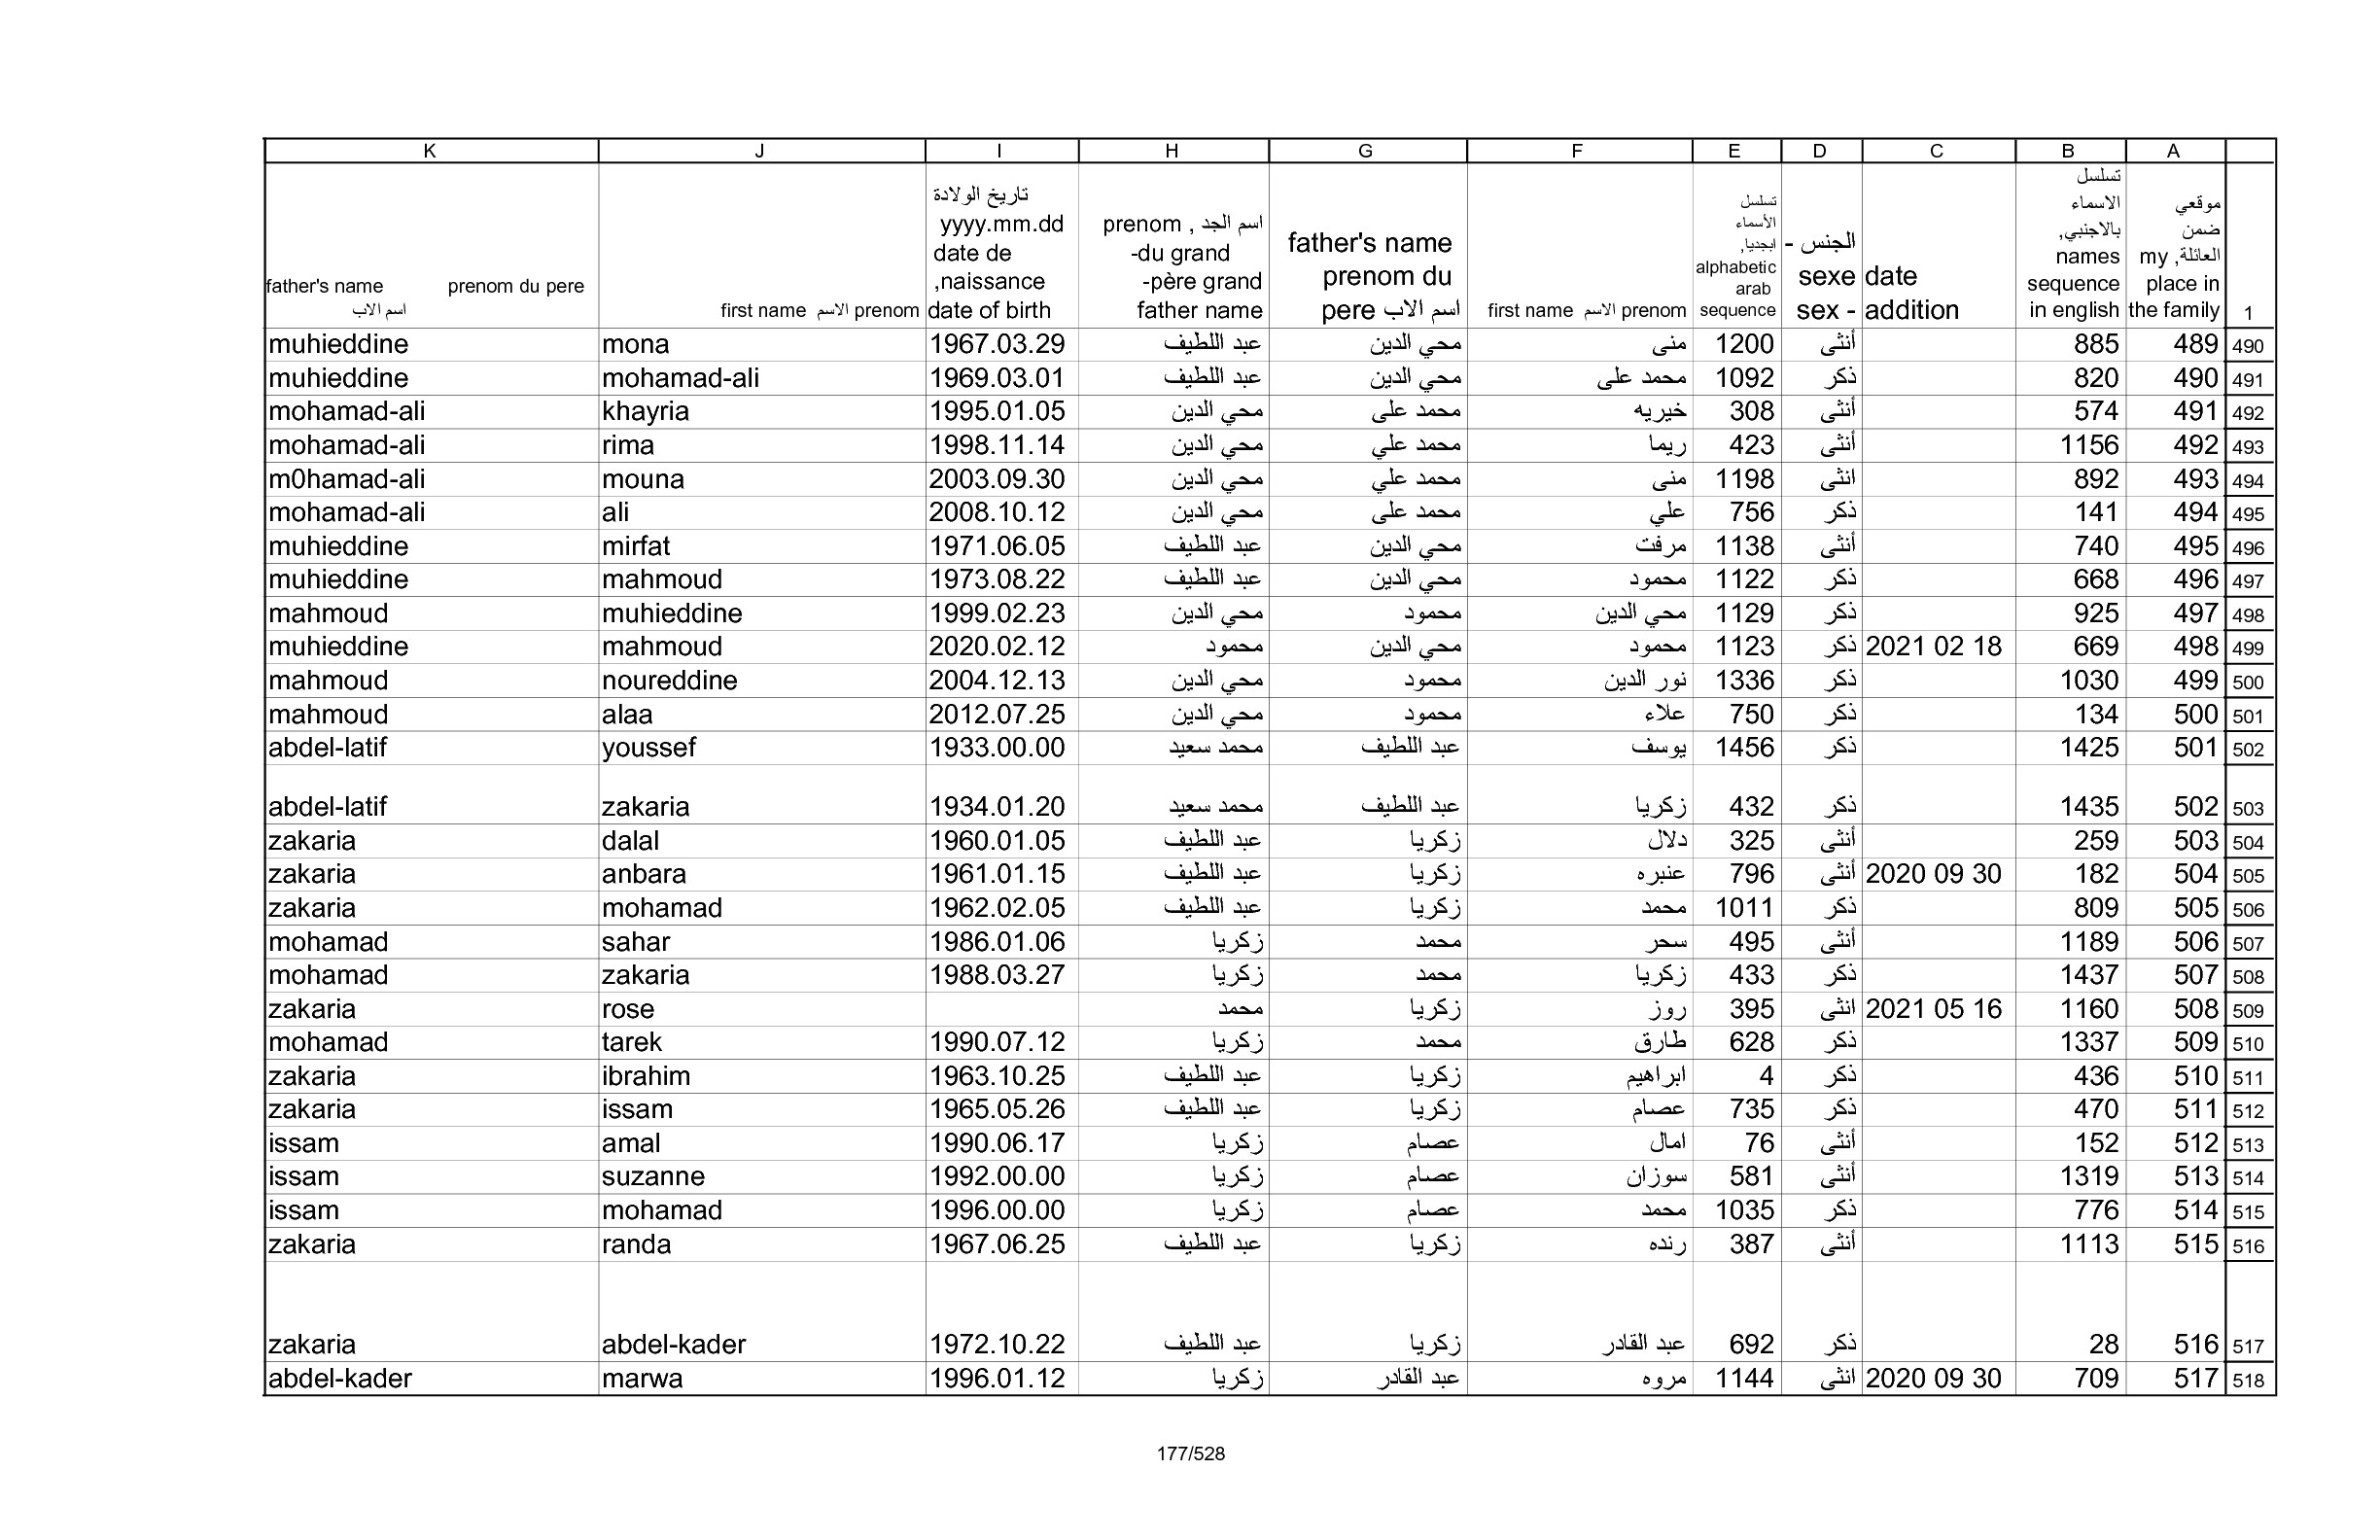 K J I H G F E D C B A
father's name prenom du pere اسم الاب
first name الاسم prenom
تاريخ الولادة yyyy.mm.dd date de naissance, date of birth
اسم الجد , prenom du grand- père grand- father name
father's name prenom du pere اسم الاب
first name الاسم prenom
تسلسل الأسماء ابجديا, alphabetic arab sequence
الجنس - sexe sex -
date addition
تسلسل الاسماء بالاجنبي, names sequence in english
موقعي ضمن العائلة, my place in the family
1
muhieddine mona 1967.03.29 عبد اللطيف محي الدين منى 1200 أنثى 885 489 490
muhieddine mohamad-ali 1969.03.01 عبد اللطيف محي الدين محمد على 1092 ذكر 820 490 491
mohamad-ali khayria 1995.01.05 محي الدين محمد على خيريه 308 أنثى 574 491 492
mohamad-ali rima 1998.11.14 محي الدين محمد علي ريما 423 أنثى 1156 492 493
m0hamad-ali mouna 2003.09.30 محي الدين محمد علي منى 1198 انثى 892 493 494
mohamad-ali ali 2008.10.12 محي الدين محمد على علي 756 ذكر 141 494 495
muhieddine mirfat 1971.06.05 عبد اللطيف محي الدين مرفت 1138 أنثى 740 495 496
muhieddine mahmoud 1973.08.22 عبد اللطيف محي الدين محمود 1122 ذكر 668 496 497
mahmoud muhieddine 1999.02.23 محي الدين محمود محي الدين 1129 ذكر 925 497 498
muhieddine mahmoud 2020.02.12 محمود محي الدين محمود 1123 ذكر 2021 02 18 669 498 499
mahmoud noureddine 2004.12.13 محي الدين محمود نور الدين 1336 ذكر 1030 499 500
mahmoud alaa 2012.07.25 محي الدين محمود علاء 750 ذكر 134 500 501
abdel-latif youssef 1933.00.00 محمد سعيد عبد اللطيف يوسف 1456 ذكر 1425 501 502
abdel-latif zakaria 1934.01.20 محمد سعيد عبد اللطيف زكريا 432 ذكر 1435 502 503
zakaria dalal 1960.01.05 عبد اللطيف زكريا دلال 325 أنثى 259 503 504
zakaria anbara 1961.01.15 عبد اللطيف زكريا عنبره 796 أنثى 2020 09 30 182 504 505
zakaria mohamad 1962.02.05 عبد اللطيف زكريا محمد 1011 ذكر 809 505 506
mohamad sahar 1986.01.06 زكريا محمد سحر 495 أنثى 1189 506 507
mohamad zakaria 1988.03.27 زكريا محمد زكريا 433 ذكر 1437 507 508
zakaria rose محمد زكريا روز 395 انثى 2021 05 16 1160 508 509
mohamad tarek 1990.07.12 زكريا محمد طارق 628 ذكر 1337 509 510
zakaria ibrahim 1963.10.25 عبد اللطيف زكريا ابراهيم 4 ذكر 436 510 511
zakaria issam 1965.05.26 عبد اللطيف زكريا عصام 735 ذكر 470 511 512
issam amal 1990.06.17 زكريا عصام امال 76 أنثى 152 512 513
issam suzanne 1992.00.00 زكريا عصام سوزان 581 أنثى 1319 513 514
issam mohamad 1996.00.00 زكريا عصام محمد 1035 ذكر 776 514 515
zakaria randa 1967.06.25 عبد اللطيف زكريا رنده 387 أنثى 1113 515 516
zakaria abdel-kader 1972.10.22 عبد اللطيف زكريا عبد القادر 692 ذكر 28 516 517
abdel-kader marwa 1996.01.12 زكريا عبد القادر مروه 1144 انثى 2020 09 30 709 517 518
177/528